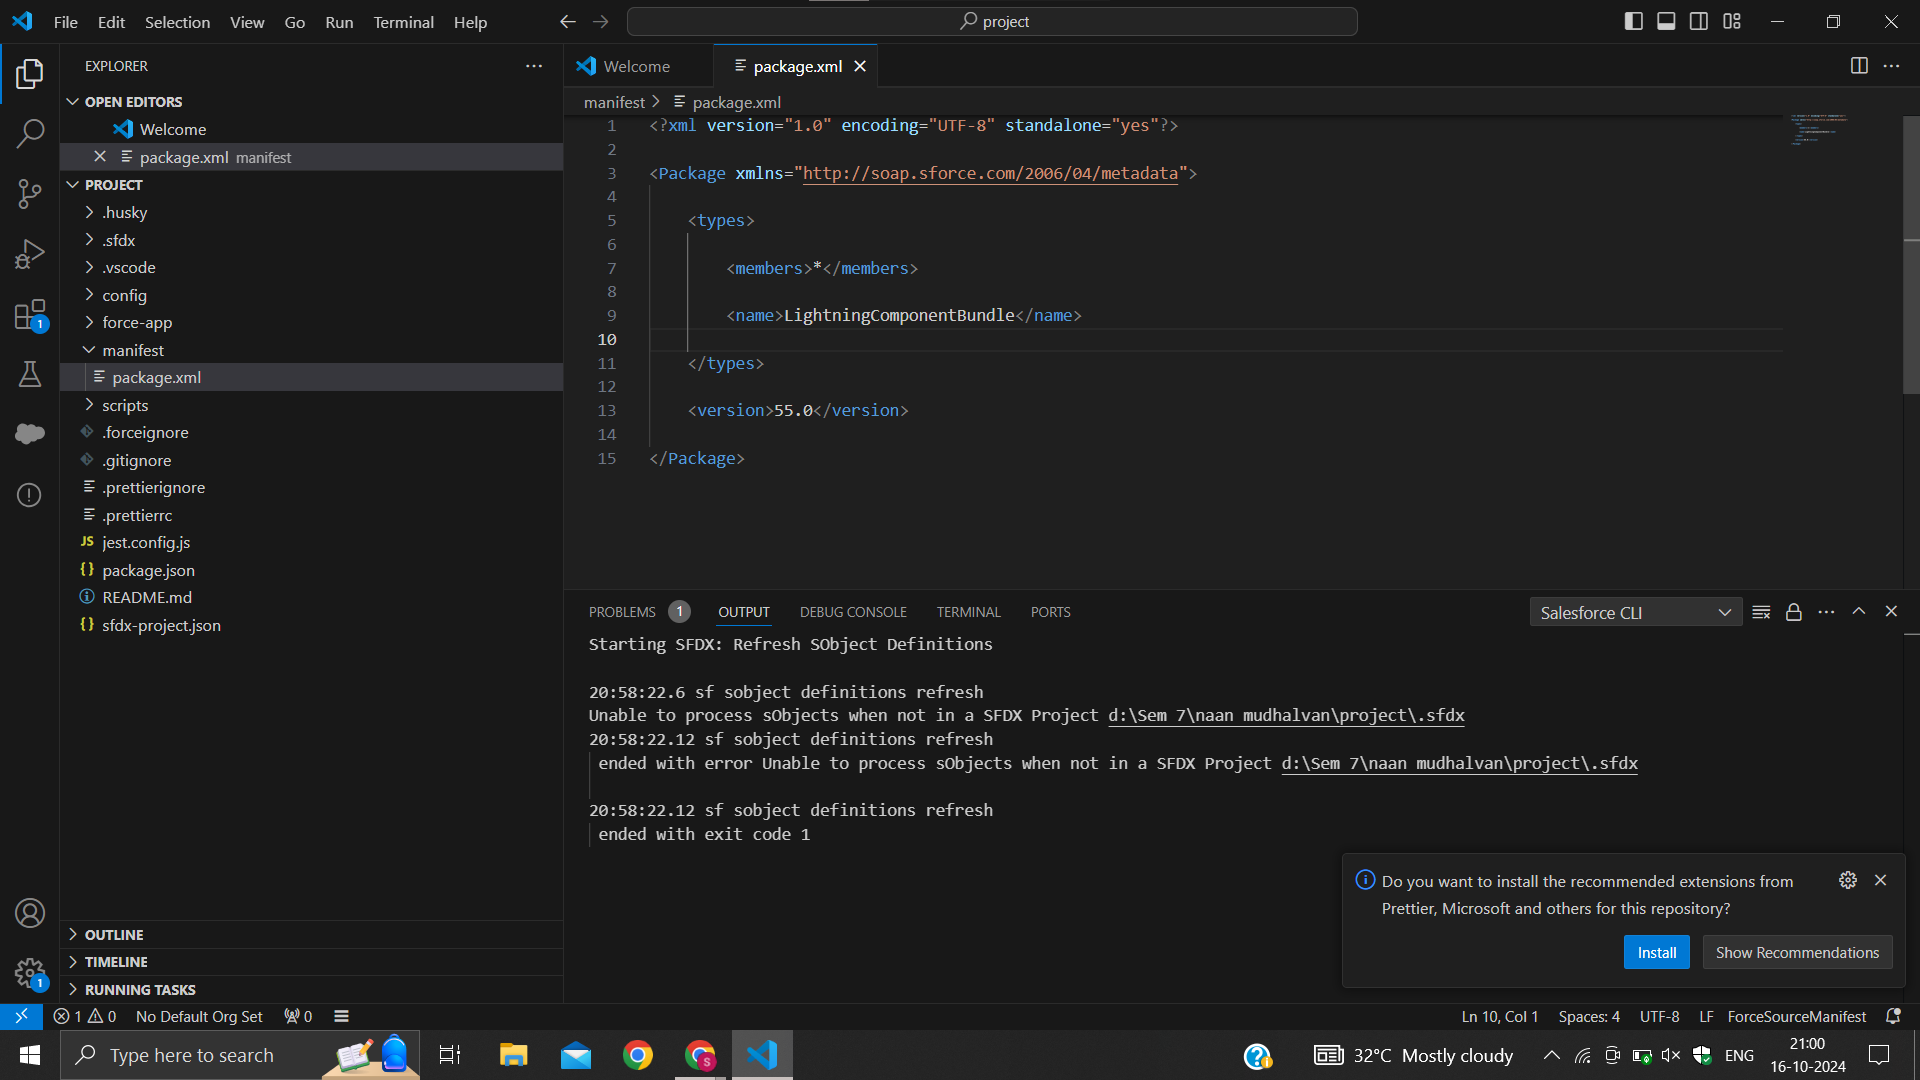 File Edit Selection View Go Run Terminal Help
project
EXPLORER
Welcome
package.xml
OPEN EDITORS
Welcome
package.xml manifest
PROJECT
.husky
.sfdx
.vscode
config
force-app
manifest
package.xml
scripts
.forceignore
.gitignore
.prettierignore
.prettierrc
JS jest.config.js
{} package.json
README.md
{} sfdx-project.json
OUTLINE
TIMELINE
RUNNING TASKS
manifest > package.xml
1 <?xml version="1.0" encoding="UTF-8" standalone="yes"?>
2
3 <Package xmlns="http://soap.sforce.com/2006/04/metadata">
4
5 <types>
6
7 <members>*</members>
8
9 <name>LightningComponentBundle</name>
10
11 </types>
12
13 <version>55.0</version>
14
15 </Package>
PROBLEMS 1 OUTPUT DEBUG CONSOLE TERMINAL PORTS
Salesforce CLI
Starting SFDX: Refresh SObject Definitions
20:58:22.6 sf sobject definitions refresh
Unable to process sObjects when not in a SFDX Project d:\Sem 7\naan mudhalvan\project\.sfdx
20:58:22.12 sf sobject definitions refresh
ended with error Unable to process sObjects when not in a SFDX Project d:\Sem 7\naan mudhalvan\project\.sfdx
20:58:22.12 sf sobject definitions refresh
ended with exit code 1
Do you want to install the recommended extensions from
Prettier, Microsoft and others for this repository?
Install
Show Recommendations
1
1
1 0 No Default Org Set 0
Ln 10, Col 1 Spaces: 4 UTF-8 LF ForceSourceManifest
Type here to search
S
32°C Mostly cloudy
ENG
21:00
16-10-2024